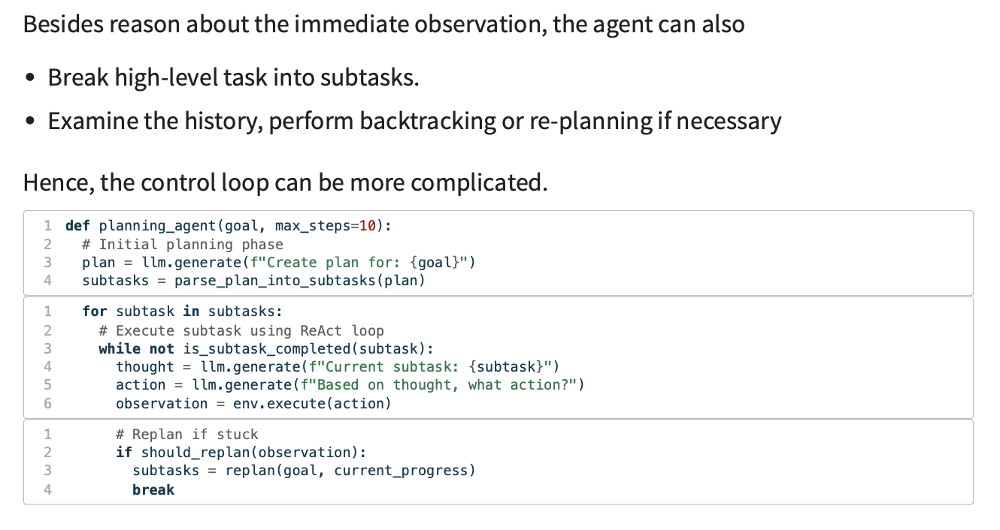 Besides reason about the immediate observation, the agent can also
• Break high-level task into subtasks.
• Examine the history, perform backtracking or re-planning if necessary
Hence, the control loop can be more complicated.
1 def planning_agent(goal, max_steps=10):
2   # Initial planning phase
3   plan = llm.generate(f"Create plan for: {goal}")
4   subtasks = parse_plan_into_subtasks(plan)
1   for subtask in subtasks:
2     # Execute subtask using ReAct loop
3     while not is_subtask_completed(subtask):
4       thought = llm.generate(f"Current subtask: {subtask}")
5       action = llm.generate(f"Based on thought, what action?")
6       observation = env.execute(action)
1       # Replan if stuck
2       if should_replan(observation):
3         subtasks = replan(goal, current_progress)
4         break